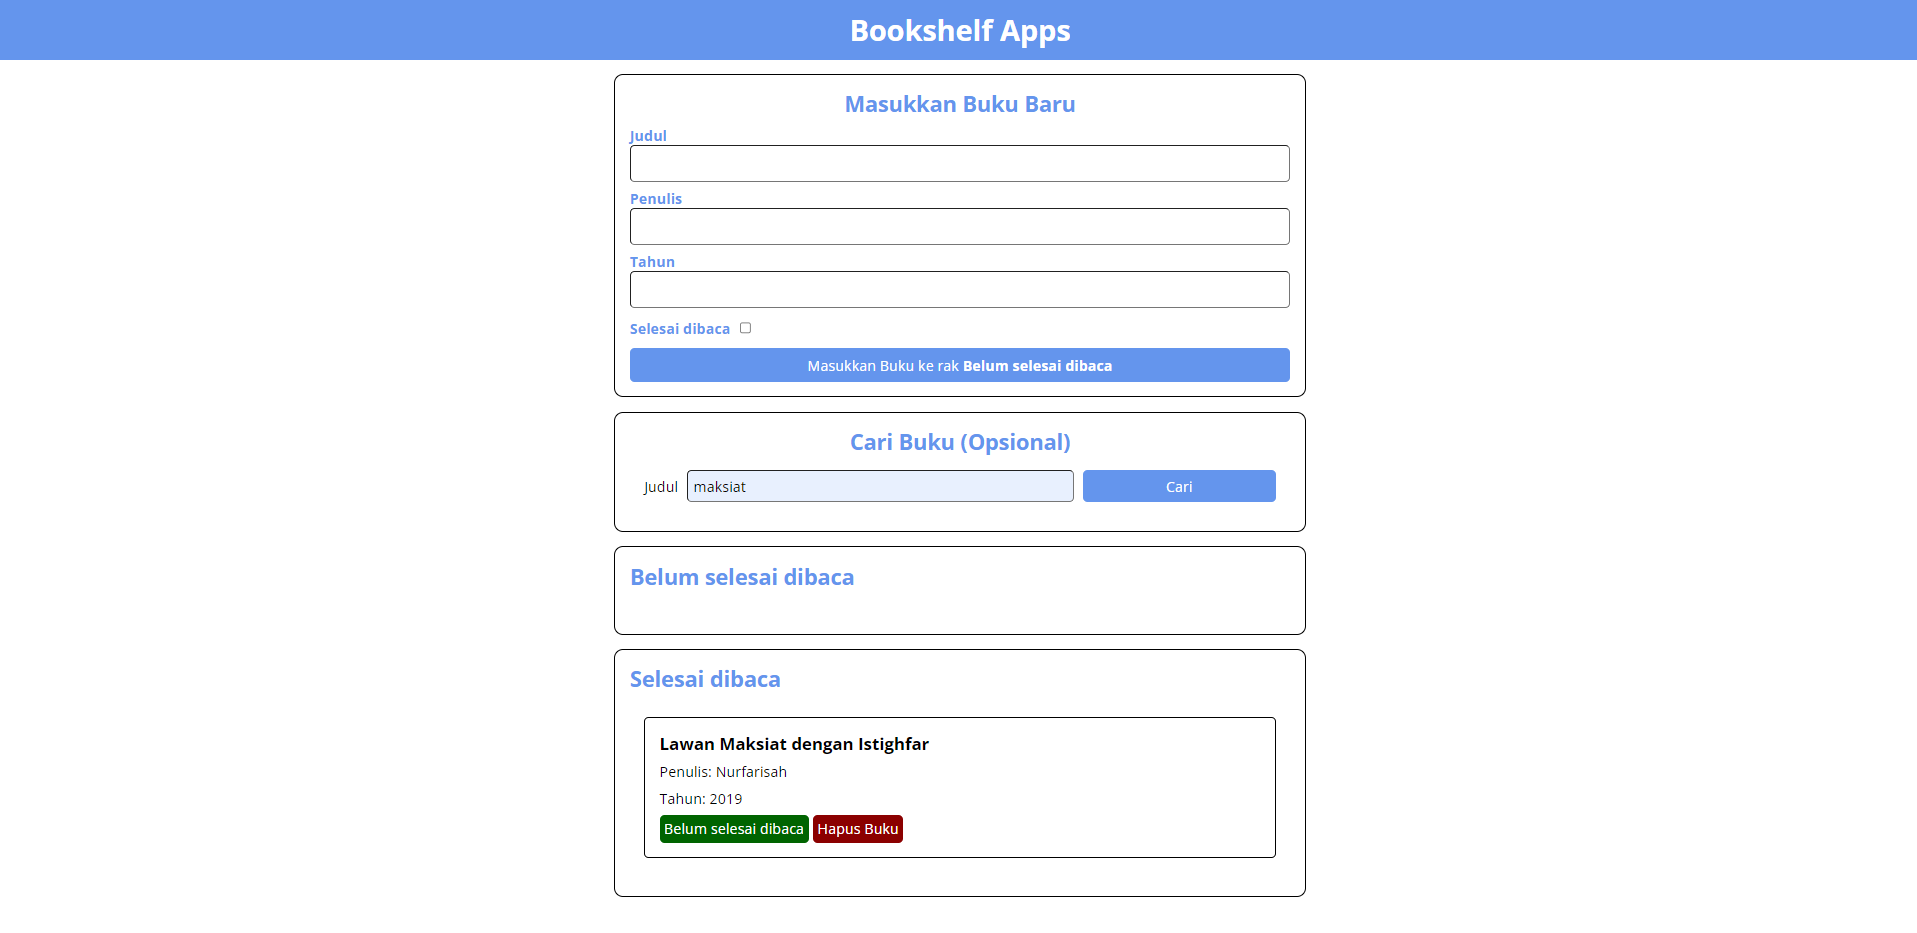 Bookshelf Apps
Masukkan Buku Baru
Judul
Penulis
Tahun
Selesai dibaca
Masukkan Buku ke rak Belum selesai dibaca
Cari Buku (Opsional)
Judul maksiat Cari
Belum selesai dibaca
Selesai dibaca
Lawan Maksiat dengan Istighfar
Penulis: Nurfarisah
Tahun: 2019
Belum selesai dibaca Hapus Buku